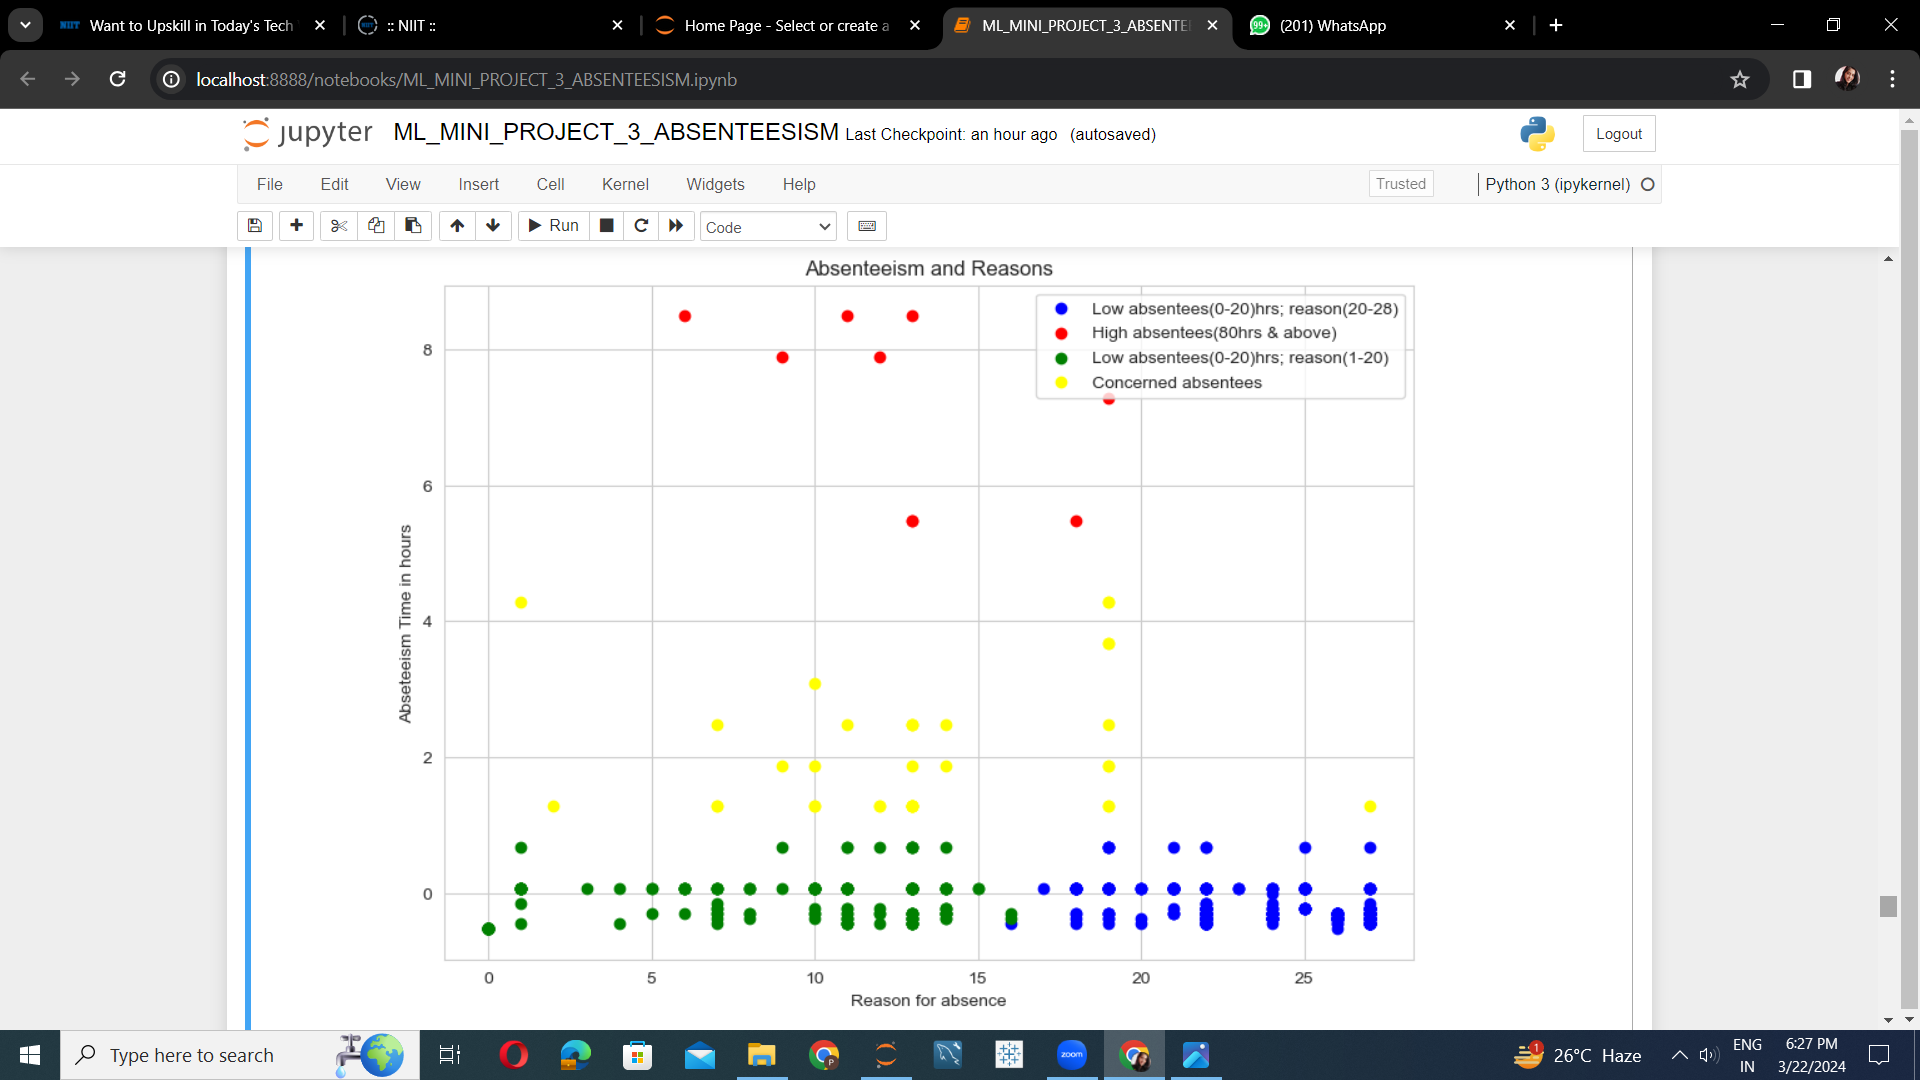 Want to Upskill in Today's Tech
:: NIIT ::
Home Page - Select or create a
ML_MINI_PROJECT_3_ABSENTEE
(201) WhatsApp
localhost:8888/notebooks/ML_MINI_PROJECT_3_ABSENTEESISM.ipynb
jupyter ML_MINI_PROJECT_3_ABSENTEESISM Last Checkpoint: an hour ago (autosaved)
Logout
File Edit View Insert Cell Kernel Widgets Help
Trusted
Python 3 (ipykernel)
Run
Code
Absenteeism and Reasons
Low absentees(0-20)hrs; reason(20-28)
High absentees(80hrs & above)
Low absentees(0-20)hrs; reason(1-20)
Concerned absentees
Abseteeism Time in hours
8
6
4
2
0
0 5 10 15 20 25
Reason for absence
Type here to search
zoom
1
26°C Haze
ENG
IN
6:27 PM
3/22/2024